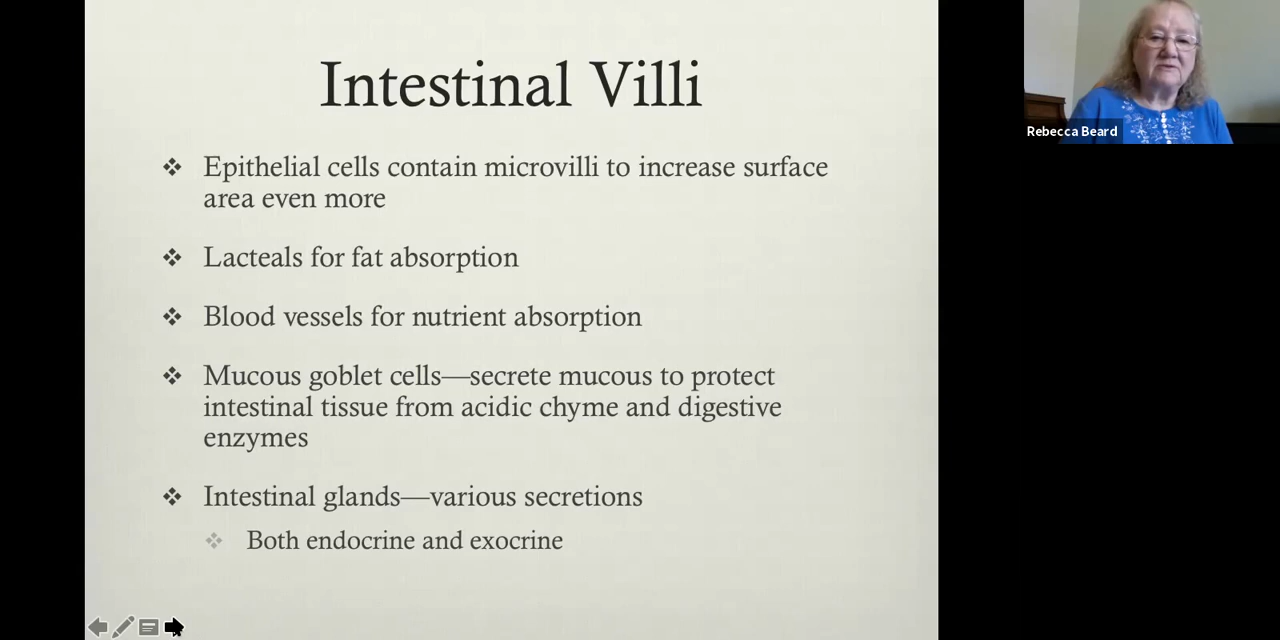 Intestinal Villi
Epithelial cells contain microvilli to increase surface
area even more
Lacteals for fat absorption
Blood vessels for nutrient absorption
Mucous goblet cells—secrete mucous to protect
intestinal tissue from acidic chyme and digestive
enzymes
Intestinal glands—various secretions
Both endocrine and exocrine
Rebecca Beard